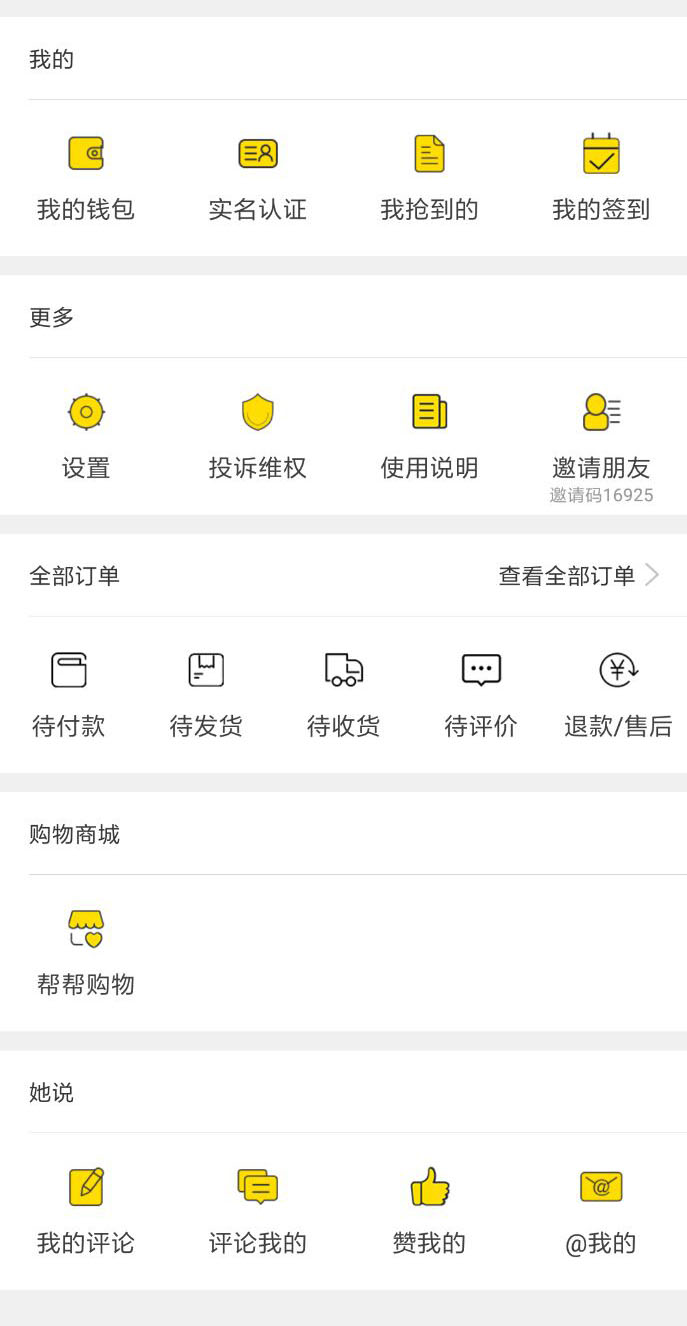 我的
我的钱包 实名认证 我抢到的 我的签到
更多
设置 投诉维权 使用说明 邀请朋友
邀请码16925
全部订单 查看全部订单
待付款 待发货 待收货 待评价 退款/售后
购物商城
帮帮购物
她说
我的评论 评论我的 赞我的 @我的